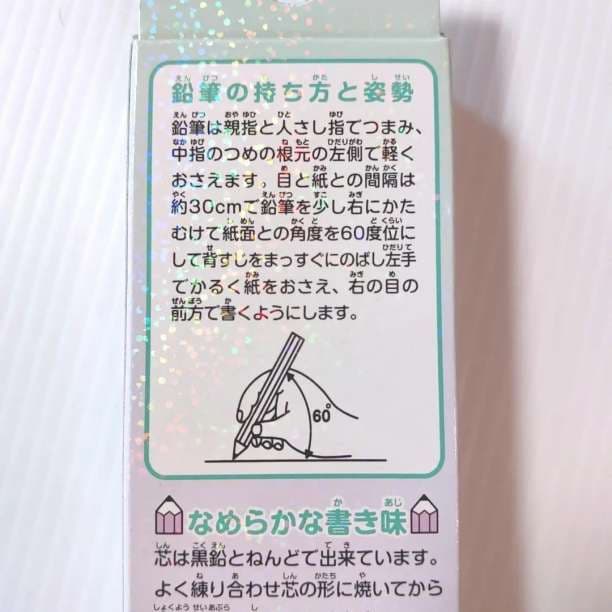 鉛筆の持ち方と姿勢
鉛筆は親指と人さし指でつまみ、
中指のつめの根元の左側で軽く
おさえます。目と紙との間隔は
約30cmで鉛筆を少し右にかた
むけて紙面との角度を60度位に
して背すじをまっすぐにのばし左手
でかるく紙をおさえ、右の目の
前方で書くようにします。
60°
なめらかな書き味
芯は黒鉛とねんどで出来ています。
よく練り合わせ芯の形に焼いてから